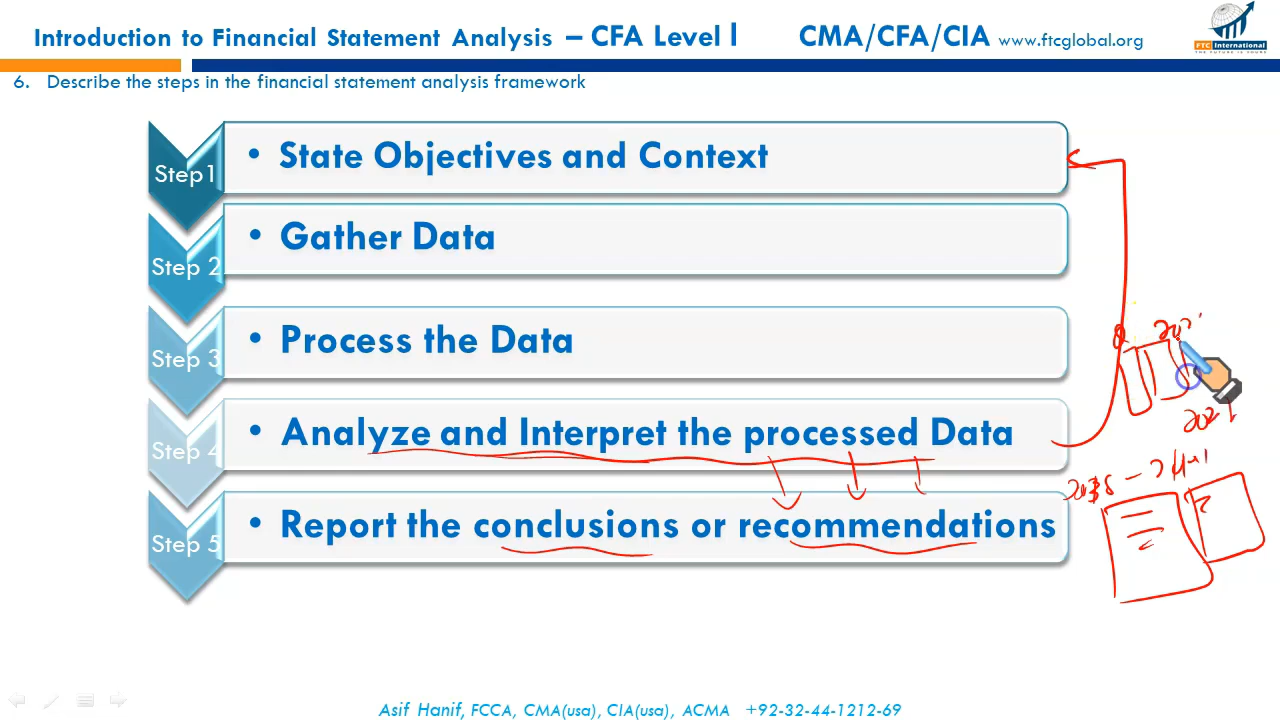 Introduction to Financial Statement Analysis – CFA Level I CMA/CFA/CIA www.ftcglobal.org
FTC International
6. Describe the steps in the financial statement analysis framework
Step1 • State Objectives and Context
Step 2 • Gather Data
Step 3 • Process the Data
Step 4 • Analyze and Interpret the processed Data
2021
Step 5 • Report the conclusions or recommendations
Asif Hanif, FCCA, CMA(usa), CIA(usa), ACMA +92-32-44-1212-69